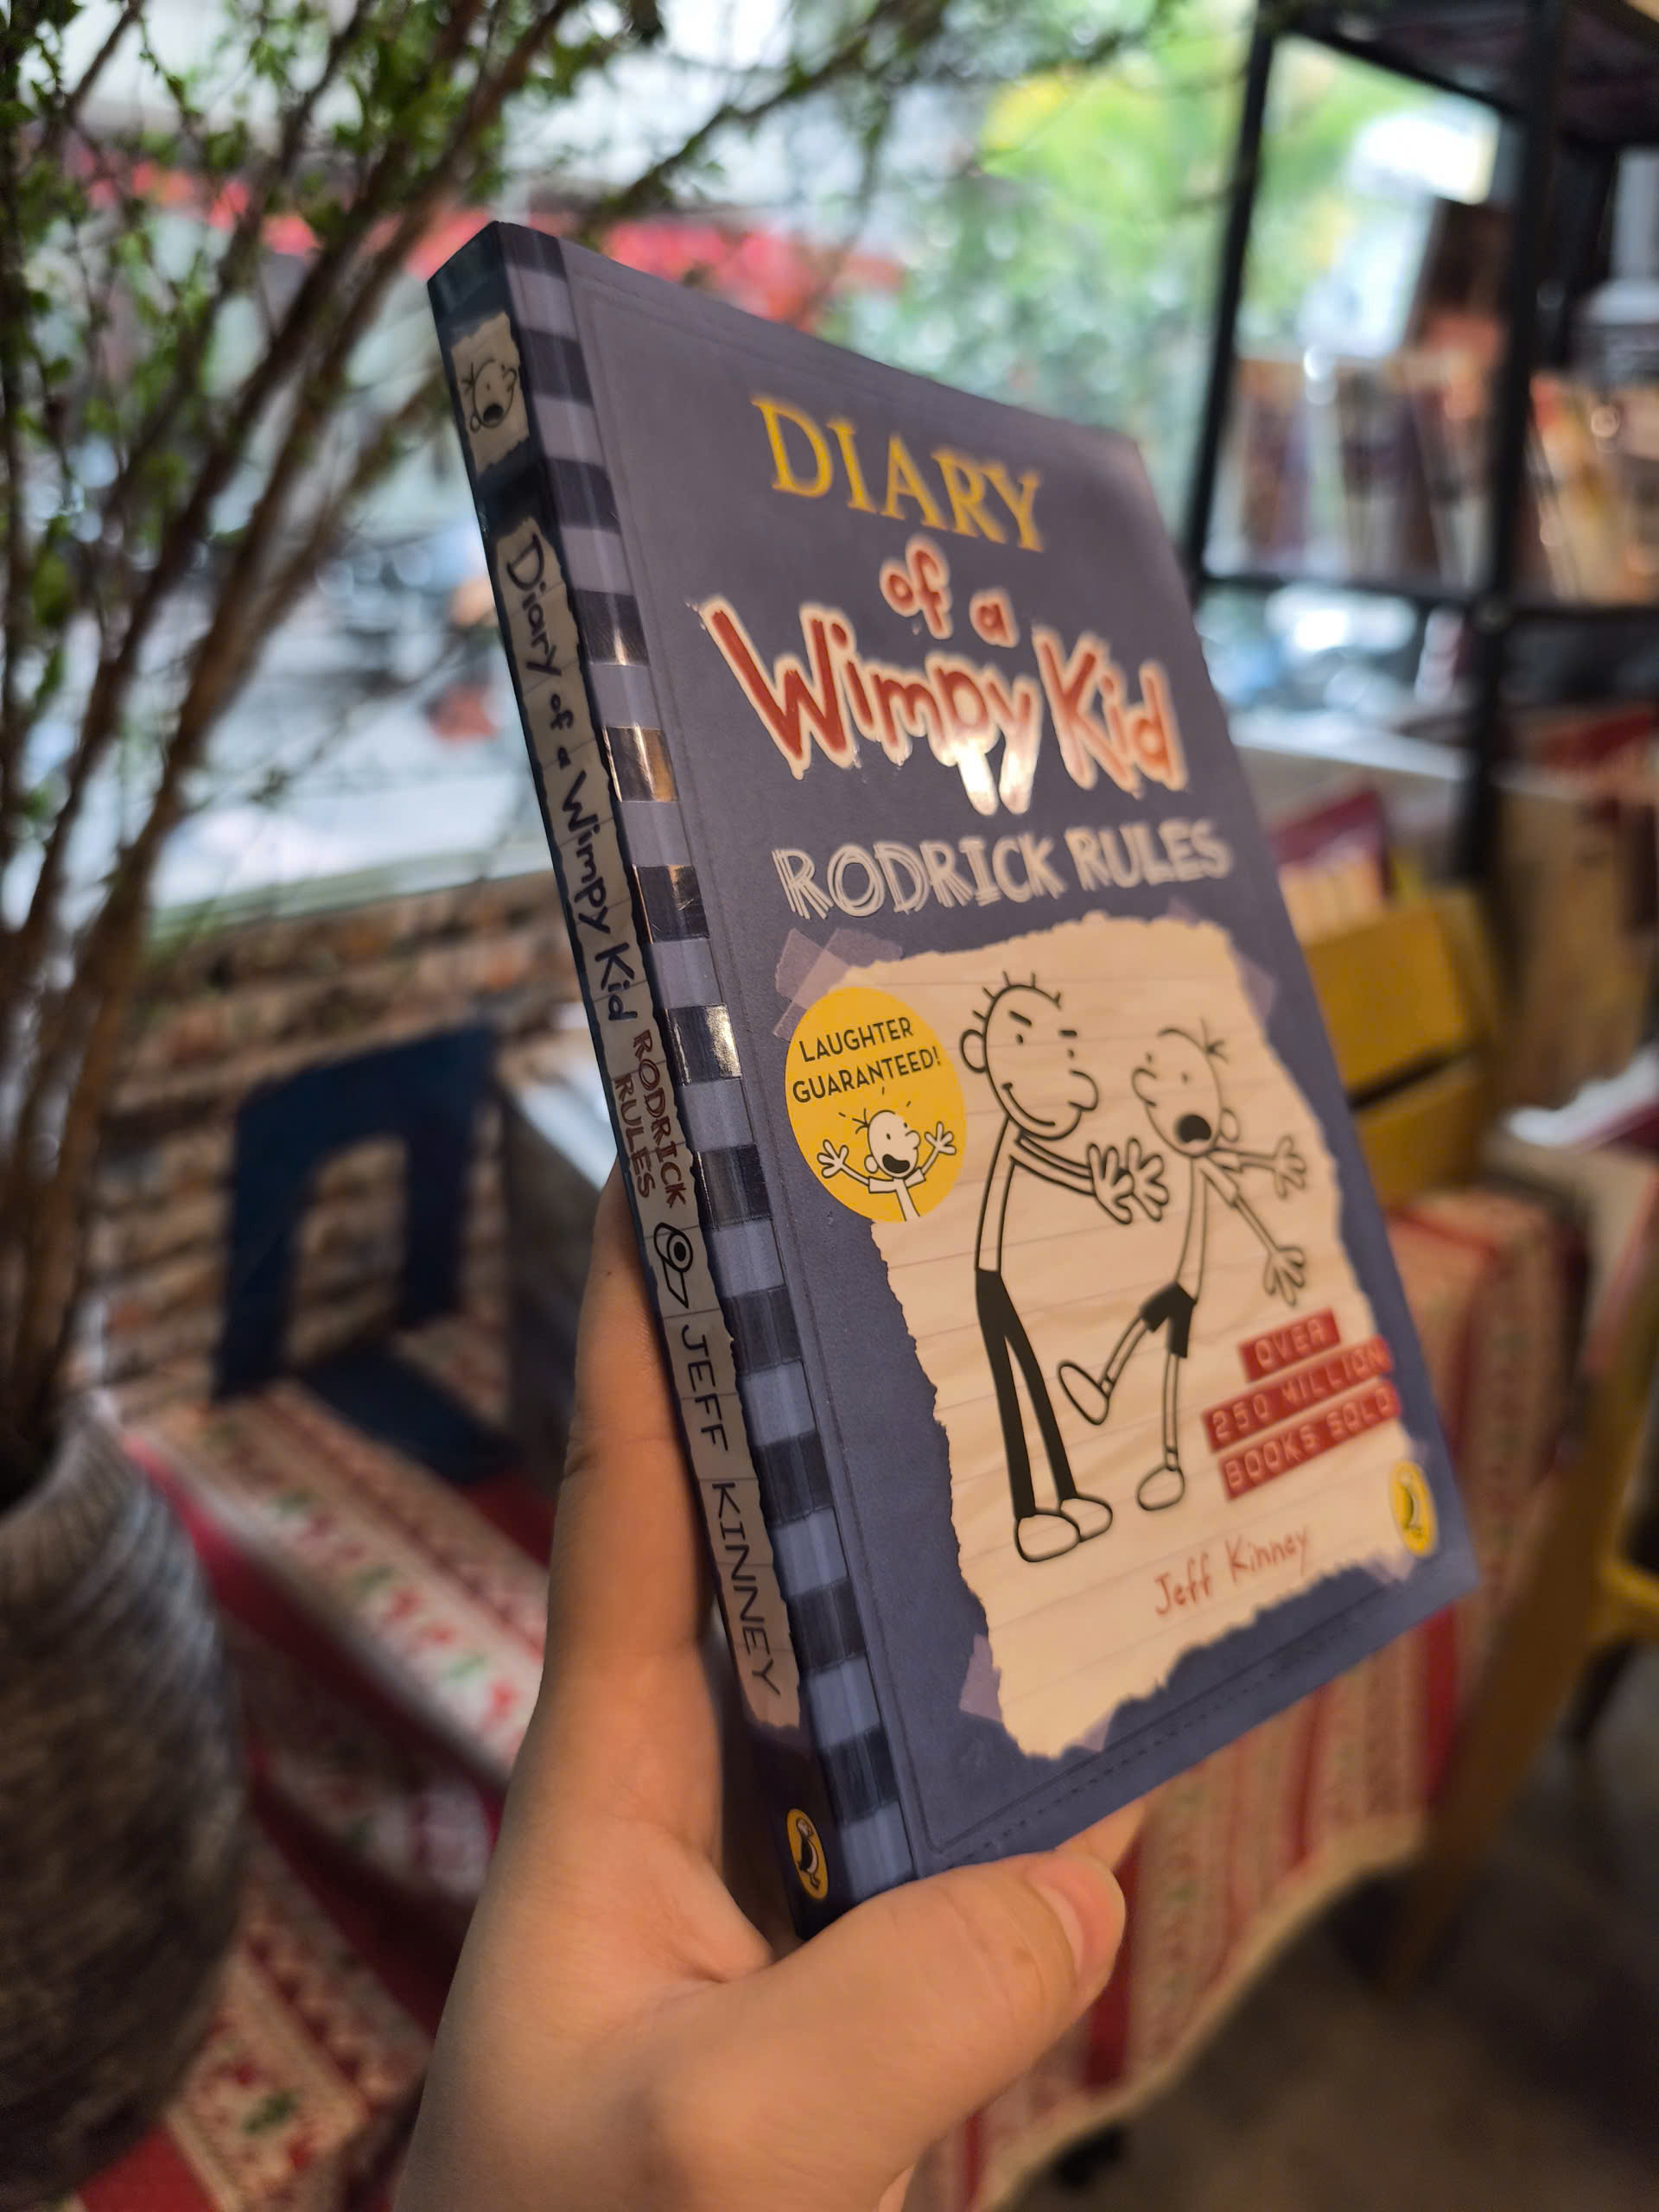 DIARY
of a
Wimpy Kid
RODRICK RULES
LAUGHTER
GUARANTEED!
OVER
250 MILLION
BOOKS SOLD
Jeff Kinney
Diary of a Wimpy Kid RODRICK
RULES
JEFF KINNEY